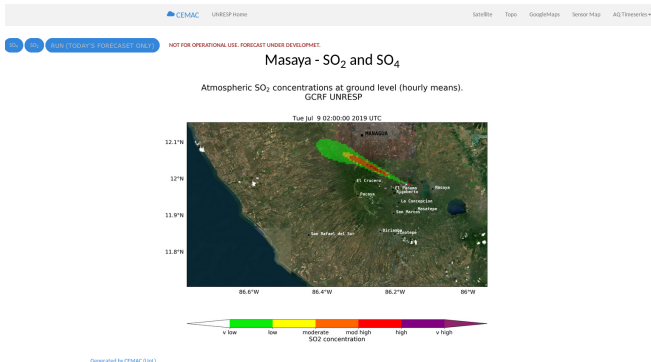 CEMAC UNRESP Home Satellite Topo GoogleMaps Sensor Map AQ Timeseries
SO₄ SO₂ RUN (TODAY'S FORECASET ONLY) NOT FOR OPERATIONAL USE. FORECAST UNDER DEVELOPMET.
Masaya - SO₂ and SO₄
Atmospheric SO₂ concentrations at ground level (hourly means).
GCRF UNRESP
Tue Jul 9 02:00:00 2019 UTC
MANAGUA
12.1°N
El Crucero
12°N
El Panama Masaya
Pacaya
La Concepcion
Masatepe
San Marcos
11.9°N
San Rafael del Sur
Diriamba
Jinotepe
11.8°N
86.6°W 86.4°W 86.2°W 86°W
v low low moderate mod high high v high
SO2 concentration
Generated by CEMAC (UoL)